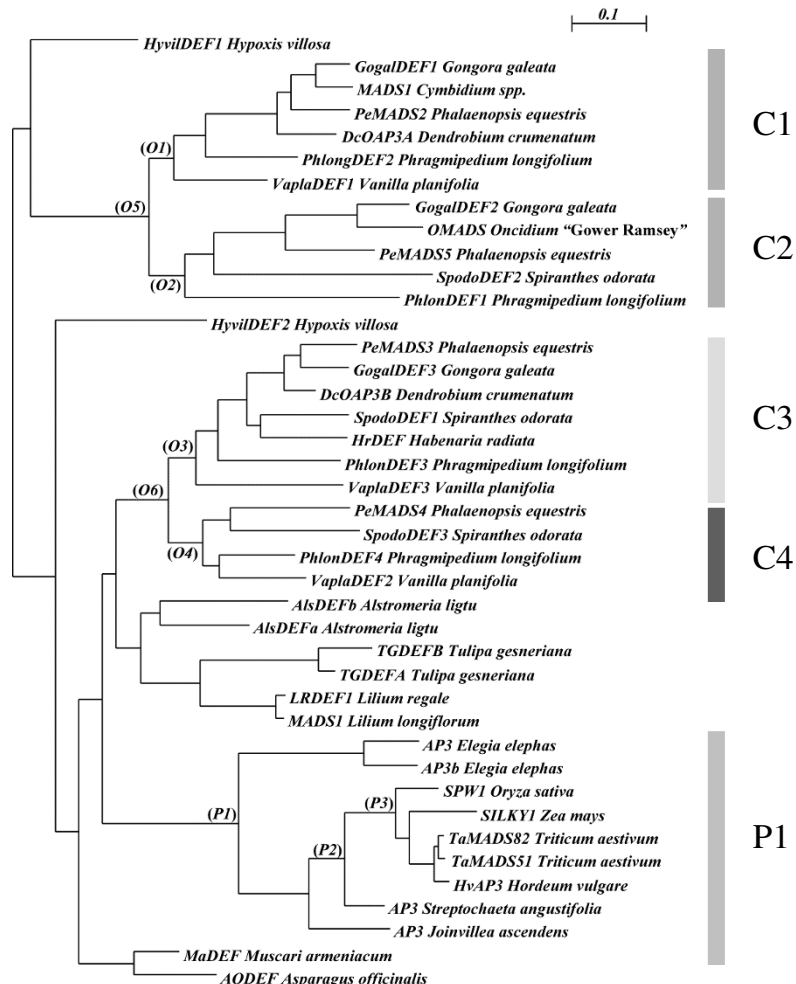 0.1
HyvilDEF1 Hypoxis villosa
GogalDEF1 Gongora galeata
MADS1 Cymbidium spp.
PeMADS2 Phalaenopsis equestris
C1
DcOAP3A Dendrobium crumenatum
(O1)
PhlongDEF2 Phragmipedium longifolium
VaplaDEF1 Vanilla planifolia
(O5)
GogalDEF2 Gongora galeata
OMADS Oncidium “Gower Ramsey”
C2
PeMADS5 Phalaenopsis equestris
SpodoDEF2 Spiranthes odorata
(O2)
PhlonDEF1 Phragmipedium longifolium
HyvilDEF2 Hypoxis villosa
PeMADS3 Phalaenopsis equestris
GogalDEF3 Gongora galeata
DcOAP3B Dendrobium crumenatum
SpodoDEF1 Spiranthes odorata
C3
HrDEF Habenaria radiata
(O3)
PhlonDEF3 Phragmipedium longifolium
VaplaDEF3 Vanilla planifolia
(O6)
PeMADS4 Phalaenopsis equestris
SpodoDEF3 Spiranthes odorata
(O4)
C4
PhlonDEF4 Phragmipedium longifolium
VaplaDEF2 Vanilla planifolia
AlsDEFb Alstromeria ligtu
AlsDEFa Alstromeria ligtu
TGDEFB Tulipa gesneriana
TGDEFA Tulipa gesneriana
LRDEF1 Lilium regale
MADS1 Lilium longiflorum
AP3 Elegia elephas
AP3b Elegia elephas
SPW1 Oryza sativa
(P3)
(P1)
SILKY1 Zea mays
P1
TaMADS82 Triticum aestivum
(P2)
TaMADS51 Triticum aestivum
HvAP3 Hordeum vulgare
AP3 Streptochaeta angustifolia
AP3 Joinvillea ascendens
MaDEF Muscari armeniacum
AODEF Asparagus officinalis